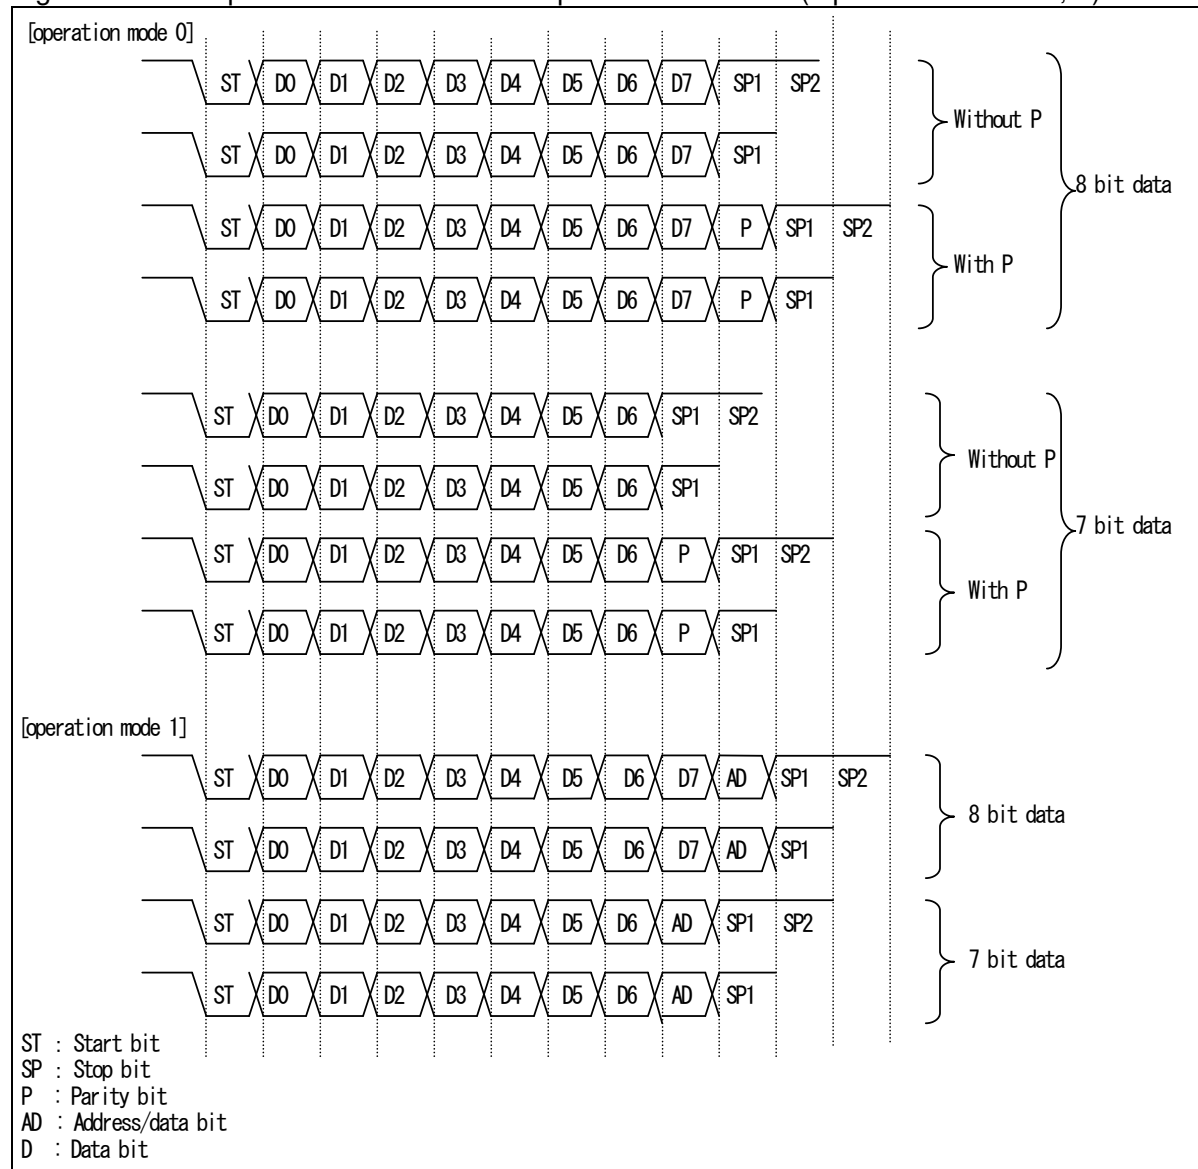 [operation mode 0]
ST D0 D1 D2 D3 D4 D5 D6 D7 SP1 SP2
Without P
ST D0 D1 D2 D3 D4 D5 D6 D7 SP1
8 bit data
ST D0 D1 D2 D3 D4 D5 D6 D7 P SP1 SP2
With P
ST D0 D1 D2 D3 D4 D5 D6 D7 P SP1
ST D0 D1 D2 D3 D4 D5 D6 SP1 SP2
Without P
ST D0 D1 D2 D3 D4 D5 D6 SP1
7 bit data
ST D0 D1 D2 D3 D4 D5 D6 P SP1 SP2
With P
ST D0 D1 D2 D3 D4 D5 D6 P SP1
[operation mode 1]
ST D0 D1 D2 D3 D4 D5 D6 D7 AD SP1 SP2
8 bit data
ST D0 D1 D2 D3 D4 D5 D6 D7 AD SP1
ST D0 D1 D2 D3 D4 D5 D6 AD SP1 SP2
7 bit data
ST D0 D1 D2 D3 D4 D5 D6 AD SP1
ST : Start bit
SP : Stop bit
P : Parity bit
AD : Address/data bit
D : Data bit